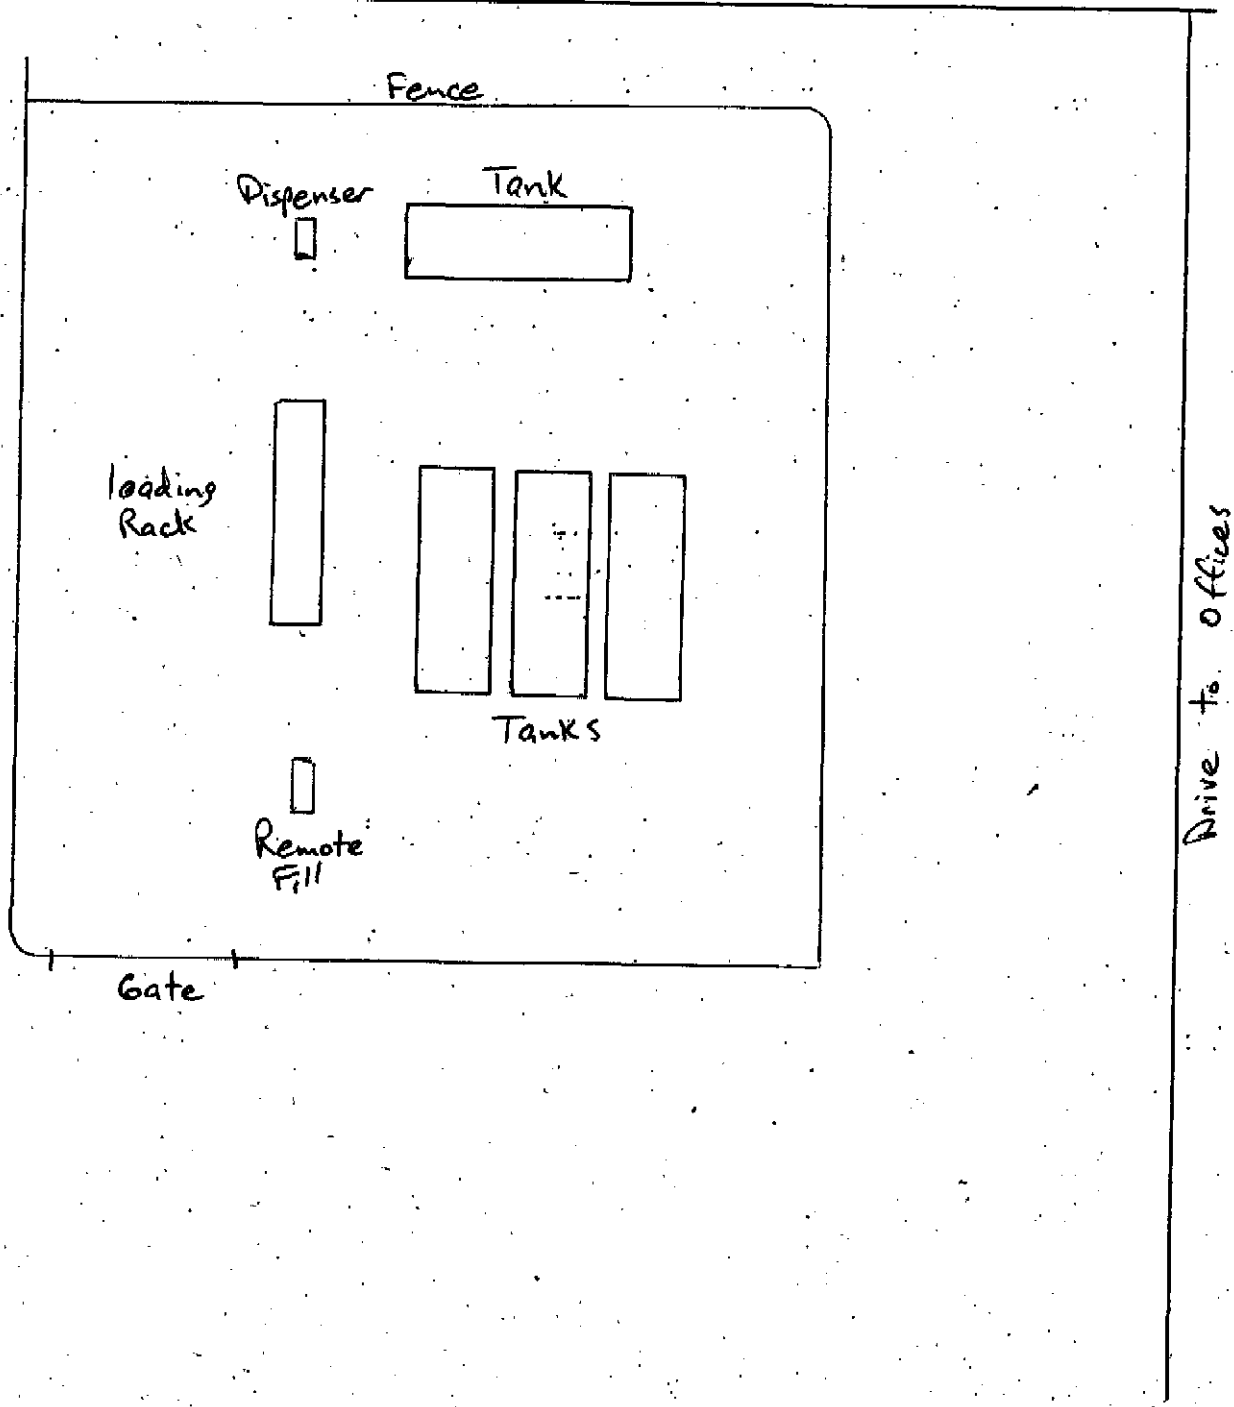 Fence
Dispenser
Tank
loading
Rack
Tanks
Remote
Fill
Gate
Drive to Offices